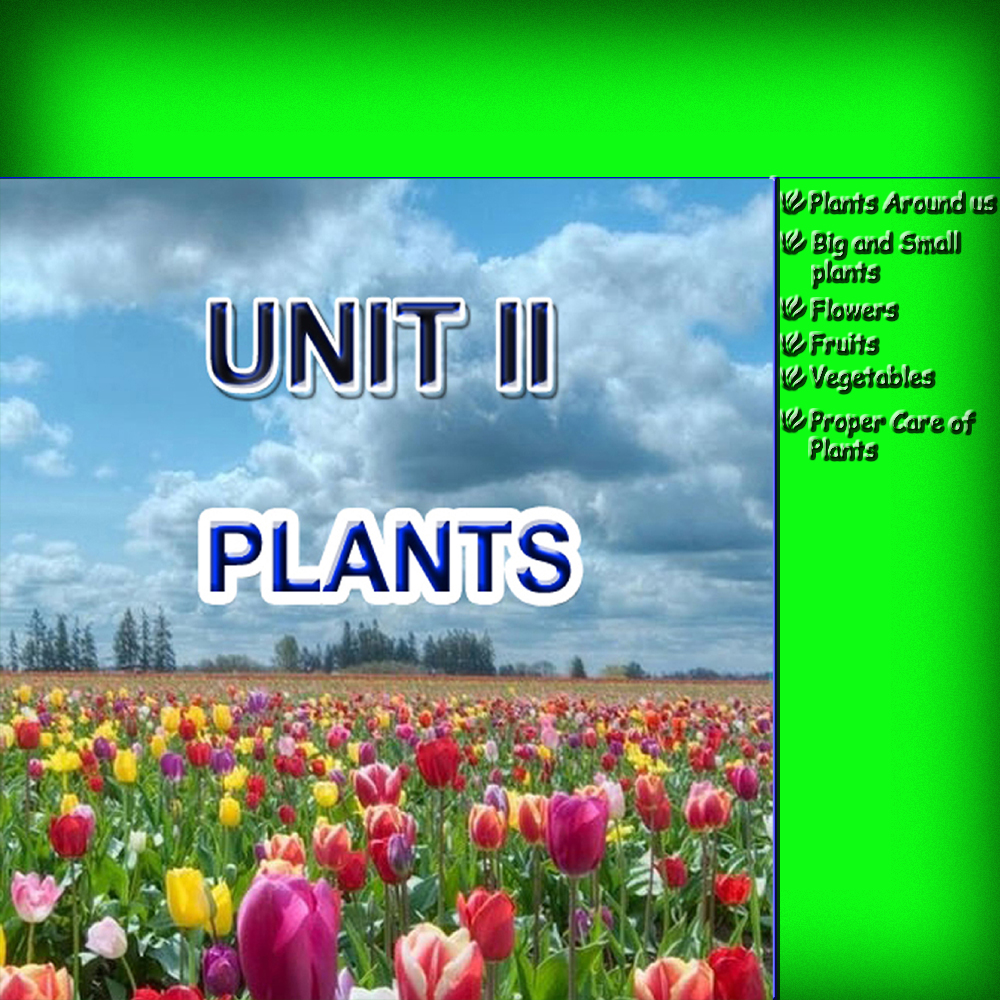 UNIT II
PLANTS
Plants Around us
Big and Small
plants
Flowers
Fruits
Vegetables
Proper Care of
Plants